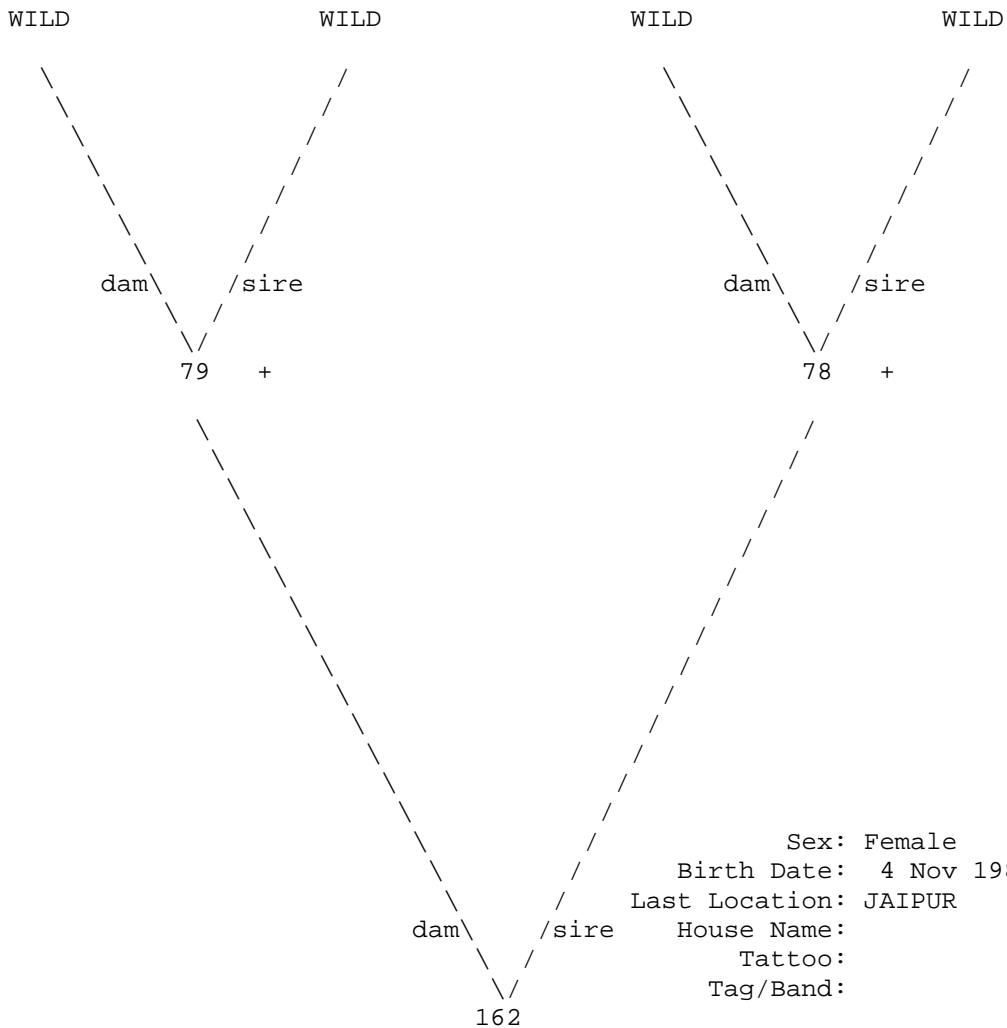 WILD WILD WILD WILD
dam sire dam sire
79 + 78 +
Sex: Female
Birth Date: 4 Nov
Last Location: JAIPUR
dam sire House Name:
Tattoo:
Tag/Band:
162